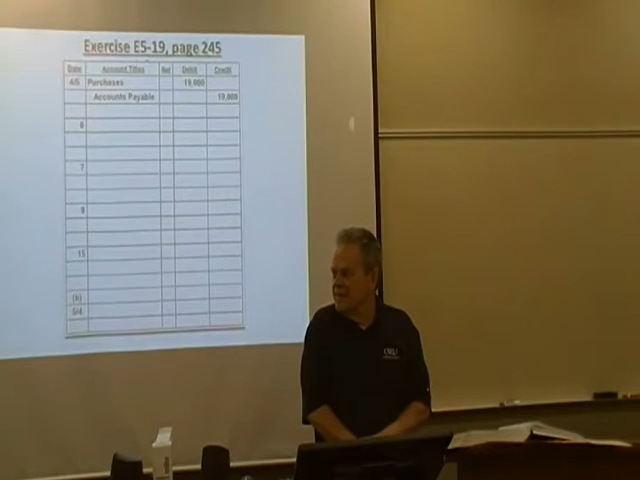 Exercise E5-19, page 245
Date Account Titles Ref Debit Credit
4/5 Purchases 19,000
Accounts Payable 19,000
6
7
8
15
(b)
5/4